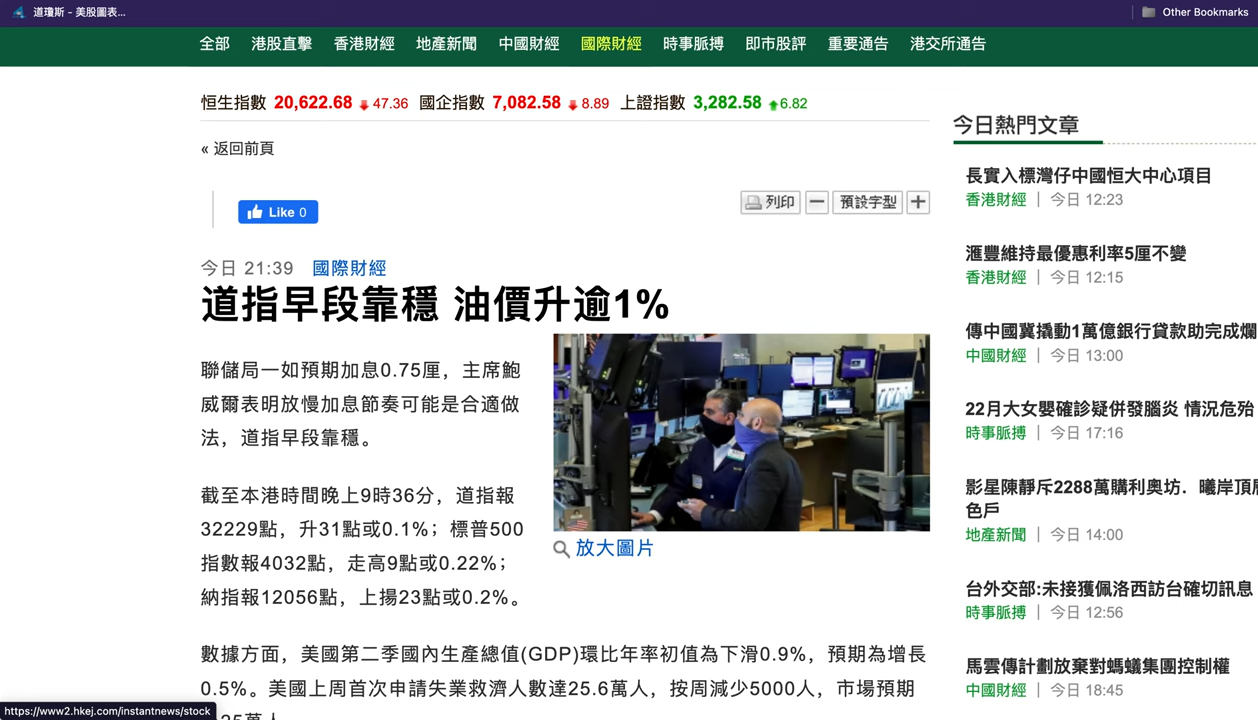 道瓊斯 - 美股圖表...
Other Bookmarks
全部 港股直擊 香港財經 地產新聞 中國財經 國際財經 時事脈搏 即市股評 重要通告 港交所通告
恒生指數 20,622.68 47.36 國企指數 7,082.58 8.89 上證指數 3,282.58 6.82
« 返回前頁
Like 0
列印 預設字型
今日 21:39 國際財經
道指早段靠穩 油價升逾1%
聯儲局一如預期加息0.75厘，主席鮑
威爾表明放慢加息節奏可能是合適做
法，道指早段靠穩。
截至本港時間晚上9時36分，道指報
32229點，升31點或0.1%；標普500
指數報4032點，走高9點或0.22%；
納指報12056點，上揚23點或0.2%。
放大圖片
數據方面，美國第二季國內生產總值(GDP)環比年率初值為下滑0.9%，預期為增長
0.5%。美國上周首次申請失業救濟人數達25.6萬人，按周減少5000人，市場預期
今日熱門文章
長實入標灣仔中國恒大中心項目
香港財經 | 今日 12:23
滙豐維持最優惠利率5厘不變
香港財經 | 今日 12:15
傳中國冀撬動1萬億銀行貸款助完成爛
中國財經 | 今日 13:00
22月大女嬰確診疑併發腦炎 情況危殆
時事脈搏 | 今日 17:16
影星陳靜斥2288萬購利奧坊．曦岸頂層
色戶
地產新聞 | 今日 14:00
台外交部:未接獲佩洛西訪台確切訊息
時事脈搏 | 今日 12:56
馬雲傳計劃放棄對螞蟻集團控制權
中國財經 | 今日 18:45
https://www2.hkej.com/instantnews/stock